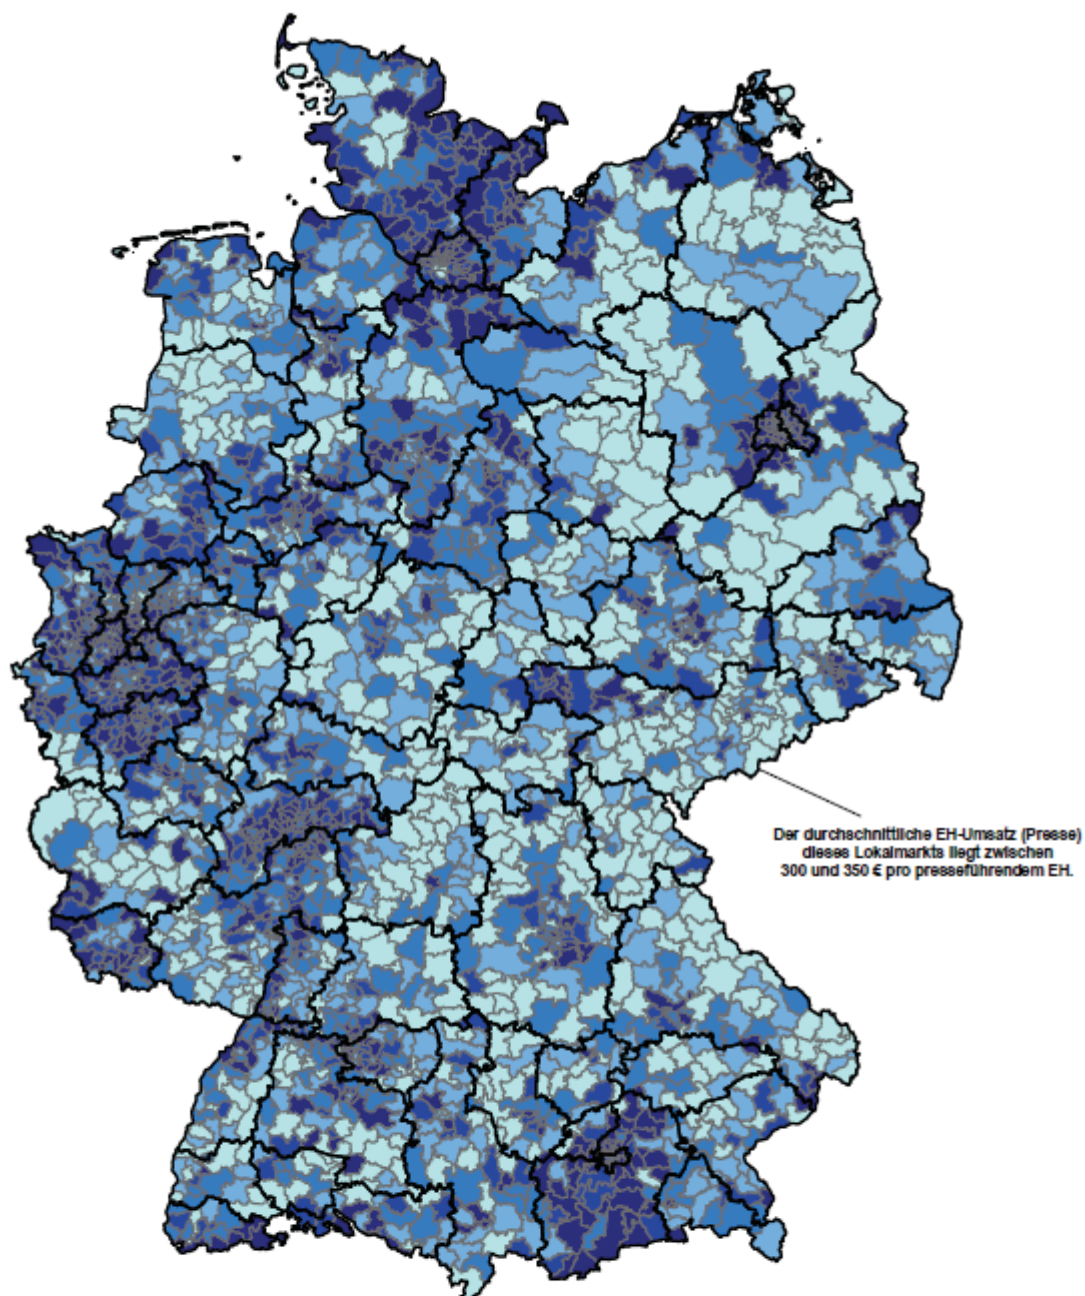 Der durchschnittliche EH-Umsatz (Presse)
dieses Lokalmarkts liegt zwischen
300 und 350 € pro presseführendem EH.